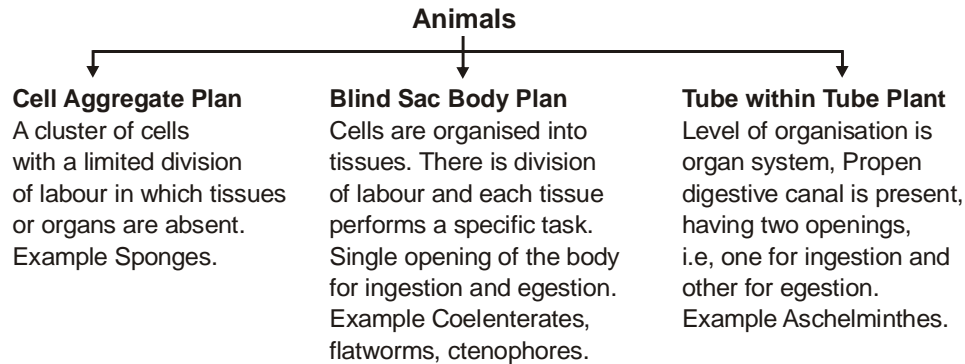 Animals
Cell Aggregate Plan
A cluster of cells
with a limited division
of labour in which tissues
or organs are absent.
Example Sponges.
Blind Sac Body Plan
Cells are organised into
tissues. There is division
of labour and each tissue
performs a specific task.
Single opening of the body
for ingestion and egestion.
Example Coelenterates,
flatworms, ctenophores.
Tube within Tube Plant
Level of organisation is
organ system, Propen
digestive canal is present,
having two openings,
i.e, one for ingestion and
other for egestion.
Example Aschelminthes.